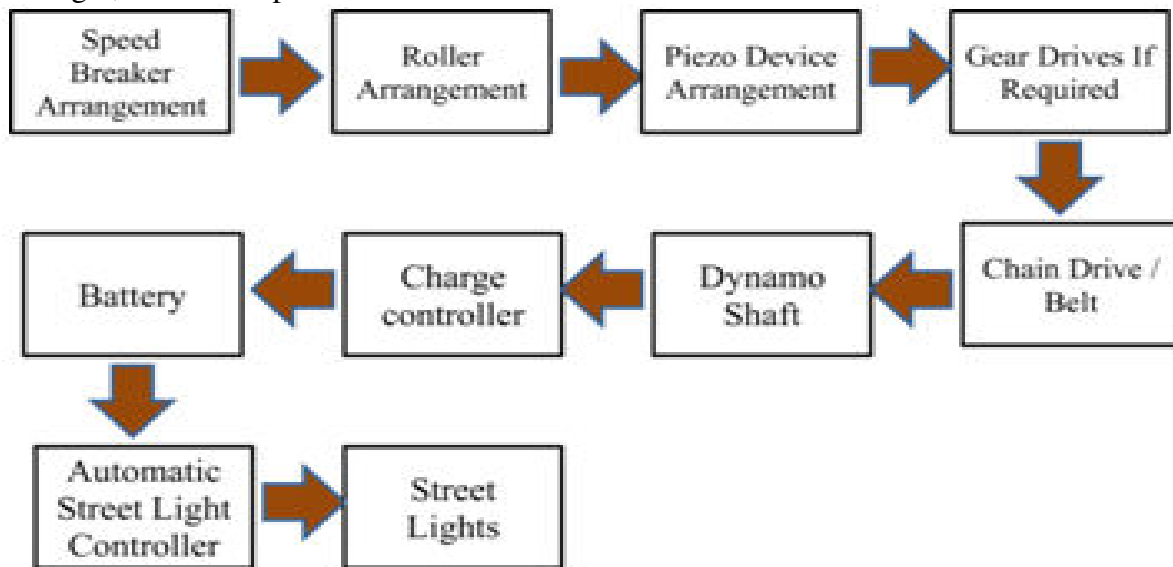 Speed
Breaker
Arrangement
Roller
Arrangement
Piezo Device
Arrangement
Gear Drives If
Required
Battery
Charge
controller
Dynamo
Shaft
Chain Drive /
Belt
Automatic
Street Light
Controller
Street
Lights